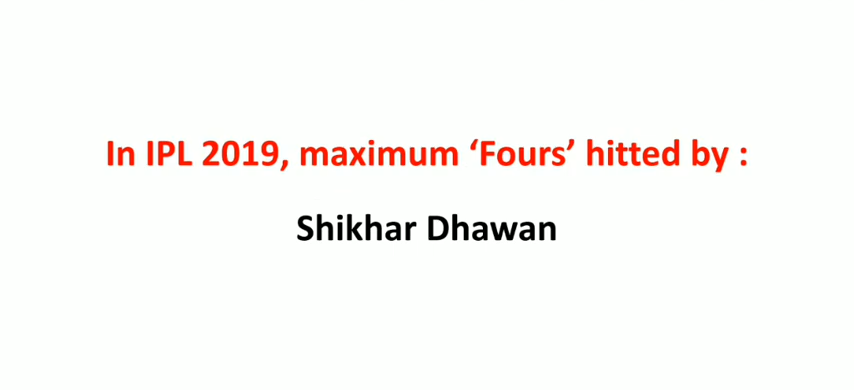 In IPL 2019, maximum ‘Fours’ hitted by :
Shikhar Dhawan